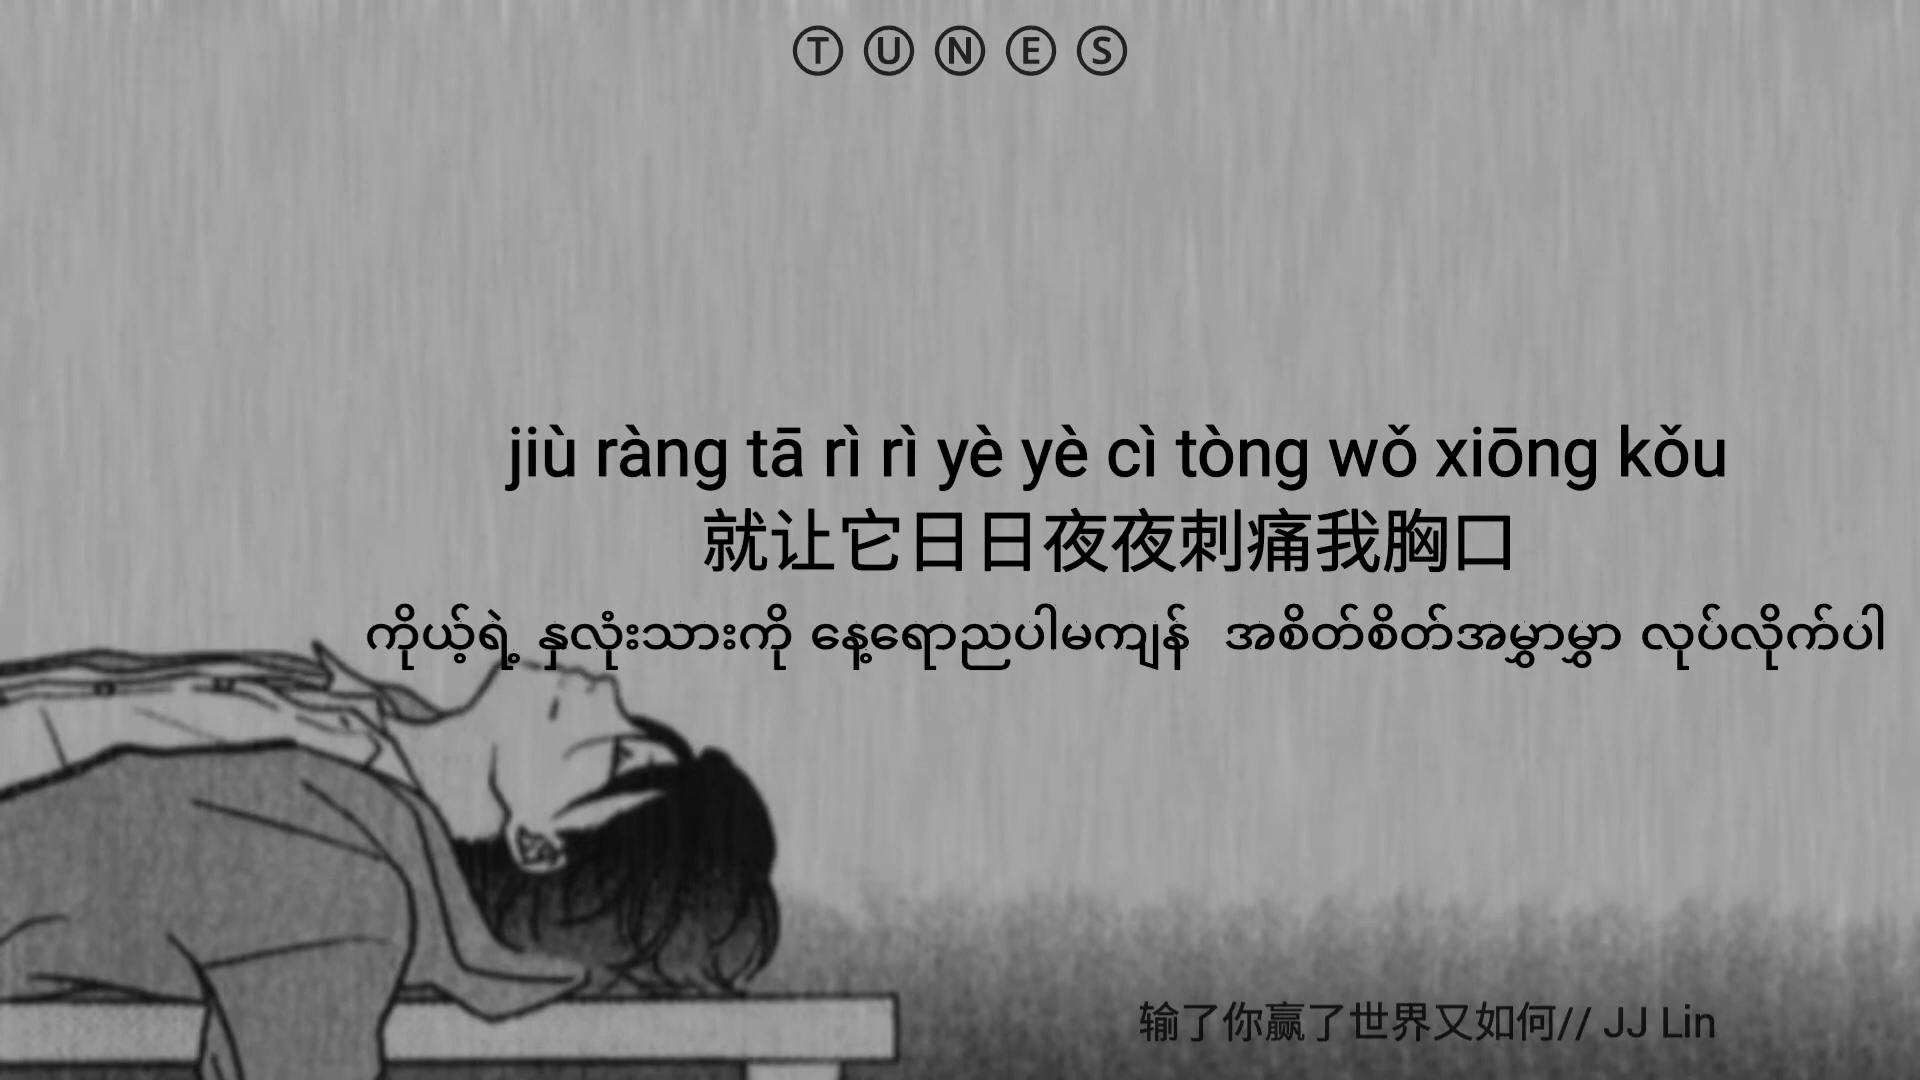 ⓉⓊⓃⒺⓈ
jiù ràng tā rì rì yè yè cì tòng wǒ xiōng kǒu
就让它日日夜夜刺痛我胸口
ကိုယ့်ရဲ့ နှလုံးသားကို နေ့ရောညပါမကျန် အစိတ်စိတ်အမွှာမွှာ လုပ်လိုက်ပါ
输了你赢了世界又如何// JJ Lin